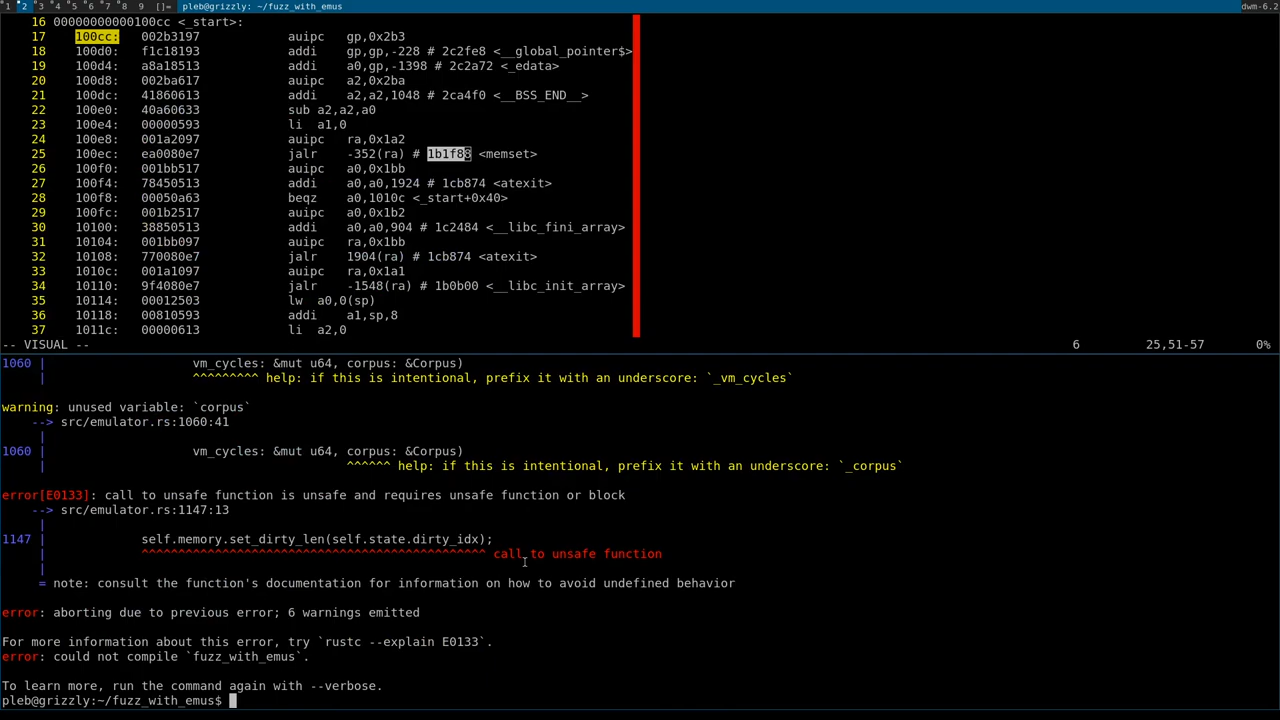 1 2 3 4 5 6 7 8 9 []= pleb@grizzly: ~/fuzz_with_emus dwm-6.2
16 00000000000100cc <_start>:
17 100cc: 002b3197 auipc gp,0x2b3
18 100d0: f1c18193 addi gp,gp,-228 # 2c2fe8 <__global_pointer$>
19 100d4: a8a18513 addi a0,gp,-1398 # 2c2a72 <_edata>
20 100d8: 002ba617 auipc a2,0x2ba
21 100dc: 41860613 addi a2,a2,1048 # 2ca4f0 <__BSS_END__>
22 100e0: 40a60633 sub a2,a2,a0
23 100e4: 00000593 li a1,0
24 100e8: 001a2097 auipc ra,0x1a2
25 100ec: ea0080e7 jalr -352(ra) # 1b1f88 <memset>
26 100f0: 001bb517 auipc a0,0x1bb
27 100f4: 78450513 addi a0,a0,1924 # 1cb874 <atexit>
28 100f8: 00050a63 beqz a0,1010c <_start+0x40>
29 100fc: 001b2517 auipc a0,0x1b2
30 10100: 38850513 addi a0,a0,904 # 1c2484 <__libc_fini_array>
31 10104: 001bb097 auipc ra,0x1bb
32 10108: 770080e7 jalr 1904(ra) # 1cb874 <atexit>
33 1010c: 001a1097 auipc ra,0x1a1
34 10110: 9f4080e7 jalr -1548(ra) # 1b0b00 <__libc_init_array>
35 10114: 00012503 lw a0,0(sp)
36 10118: 00810593 addi a1,sp,8
37 1011c: 00000613 li a2,0
-- VISUAL -- 6 25,51-57 0%
1060 | vm_cycles: &mut u64, corpus: &Corpus)
| ^^^^^^^^^ help: if this is intentional, prefix it with an underscore: `_vm_cycles`
warning: unused variable: `corpus`
--> src/emulator.rs:1060:41
|
1060 | vm_cycles: &mut u64, corpus: &Corpus)
| ^^^^^^ help: if this is intentional, prefix it with an underscore: `_corpus`
error[E0133]: call to unsafe function is unsafe and requires unsafe function or block
--> src/emulator.rs:1147:13
|
1147 | self.memory.set_dirty_len(self.state.dirty_idx);
| ^^^^^^^^^^^^^^^^^^^^^^^^^^^^^^^^^^^^^^^^^^^^^^^ call to unsafe function
|
= note: consult the function's documentation for information on how to avoid undefined behavior
error: aborting due to previous error; 6 warnings emitted
For more information about this error, try `rustc --explain E0133`.
error: could not compile `fuzz_with_emus`.
To learn more, run the command again with --verbose.
pleb@grizzly:~/fuzz_with_emus$